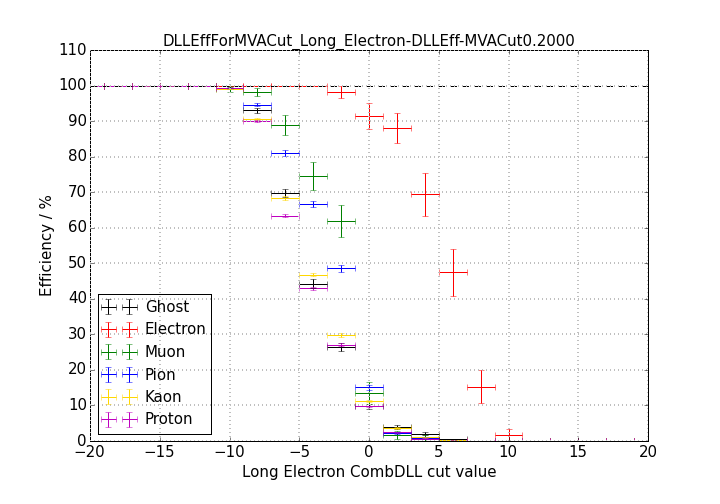 DLLEffForMVACut_Long_Electron-DLLEff-MVACut0.2000
110
100
90
80
70
60
50
40
30
20
10
0
Efficiency / %
Ghost
Electron
Muon
Pion
Kaon
Proton
−20 −15 −10 −5 0 5 10 15 20
Long Electron CombDLL cut value